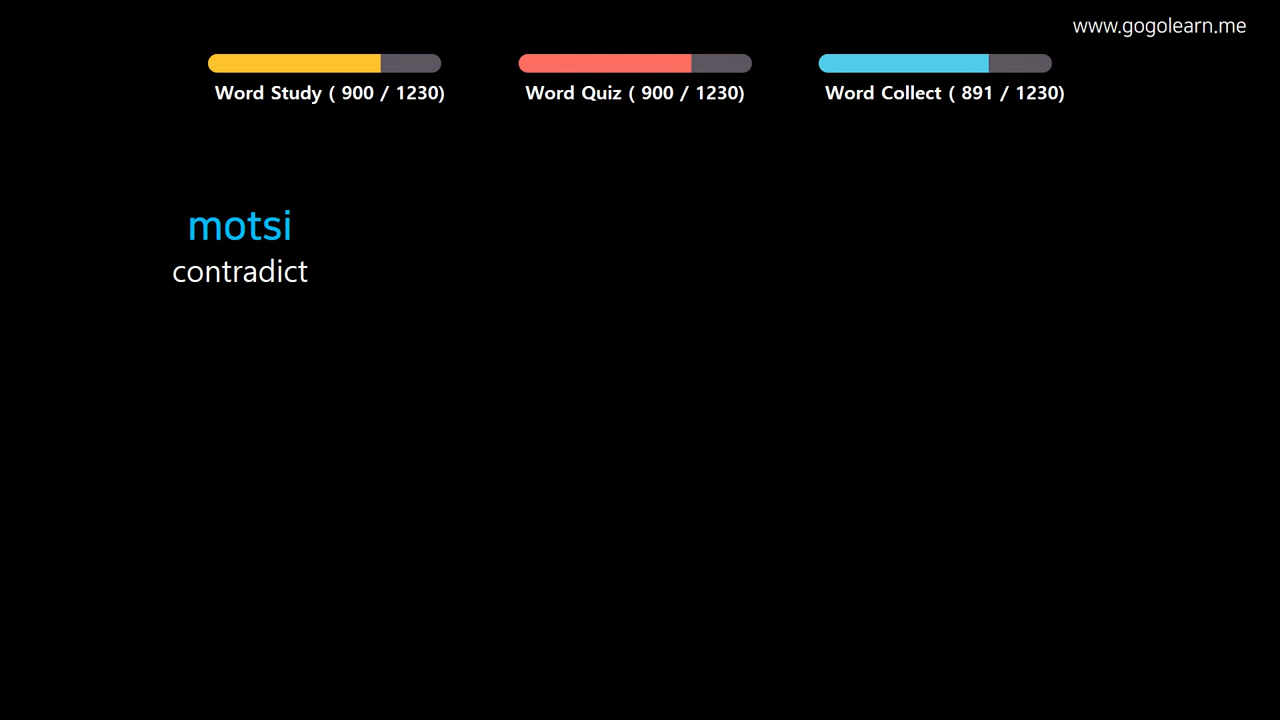 www.gogolearn.me
Word Study ( 900 / 1230)
Word Quiz ( 900 / 1230)
Word Collect ( 891 / 1230)
motsi
contradict